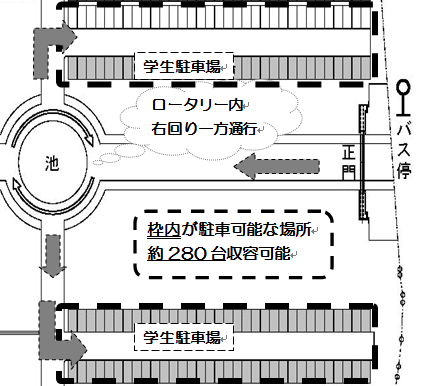 学生駐車場
ロータリー内
右回り一方通行
バス停
正門
池
枠内が駐車可能な場所
約280台収容可能
学生駐車場